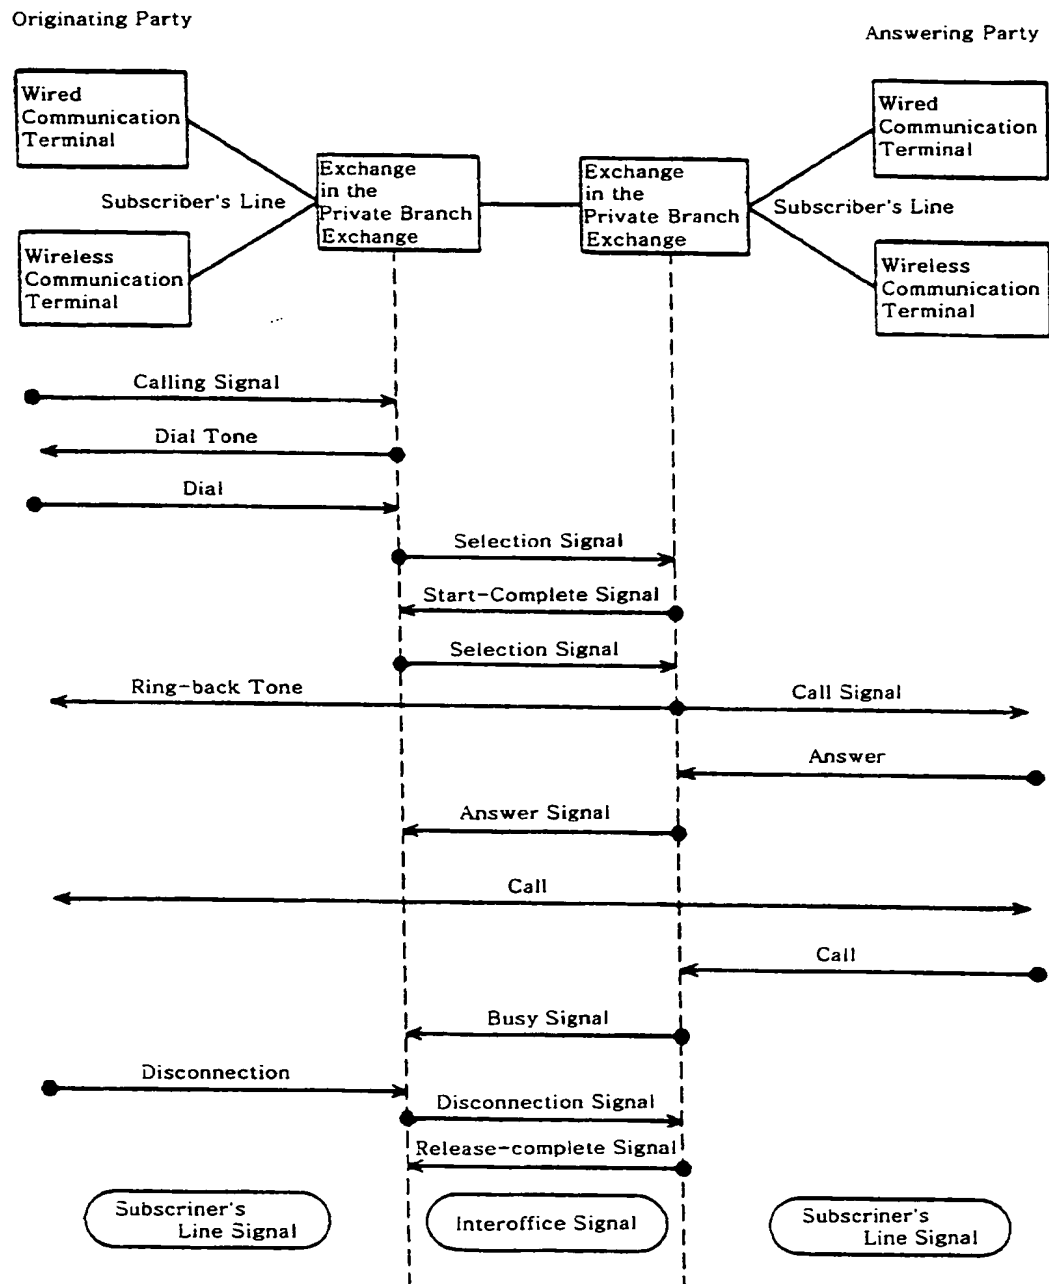 Originating Party
Answering Party
Wired
Communication
Terminal
Wired
Communication
Terminal
Exchange
in the
Private Branch
Exchange
Exchange
in the
Private Branch
Exchange
Subscriber's Line
Subscriber's Line
Wireless
Communication
Terminal
Wireless
Communication
Terminal
Calling Signal
Dial Tone
Dial
Selection Signal
Start-Complete Signal
Selection Signal
Ring-back Tone
Call Signal
Answer
Answer Signal
Call
Call
Busy Signal
Disconnection
Disconnection Signal
Release-complete Signal
Subscriner's
Line Signal
Interoffice Signal
Subscriner's
Line Signal